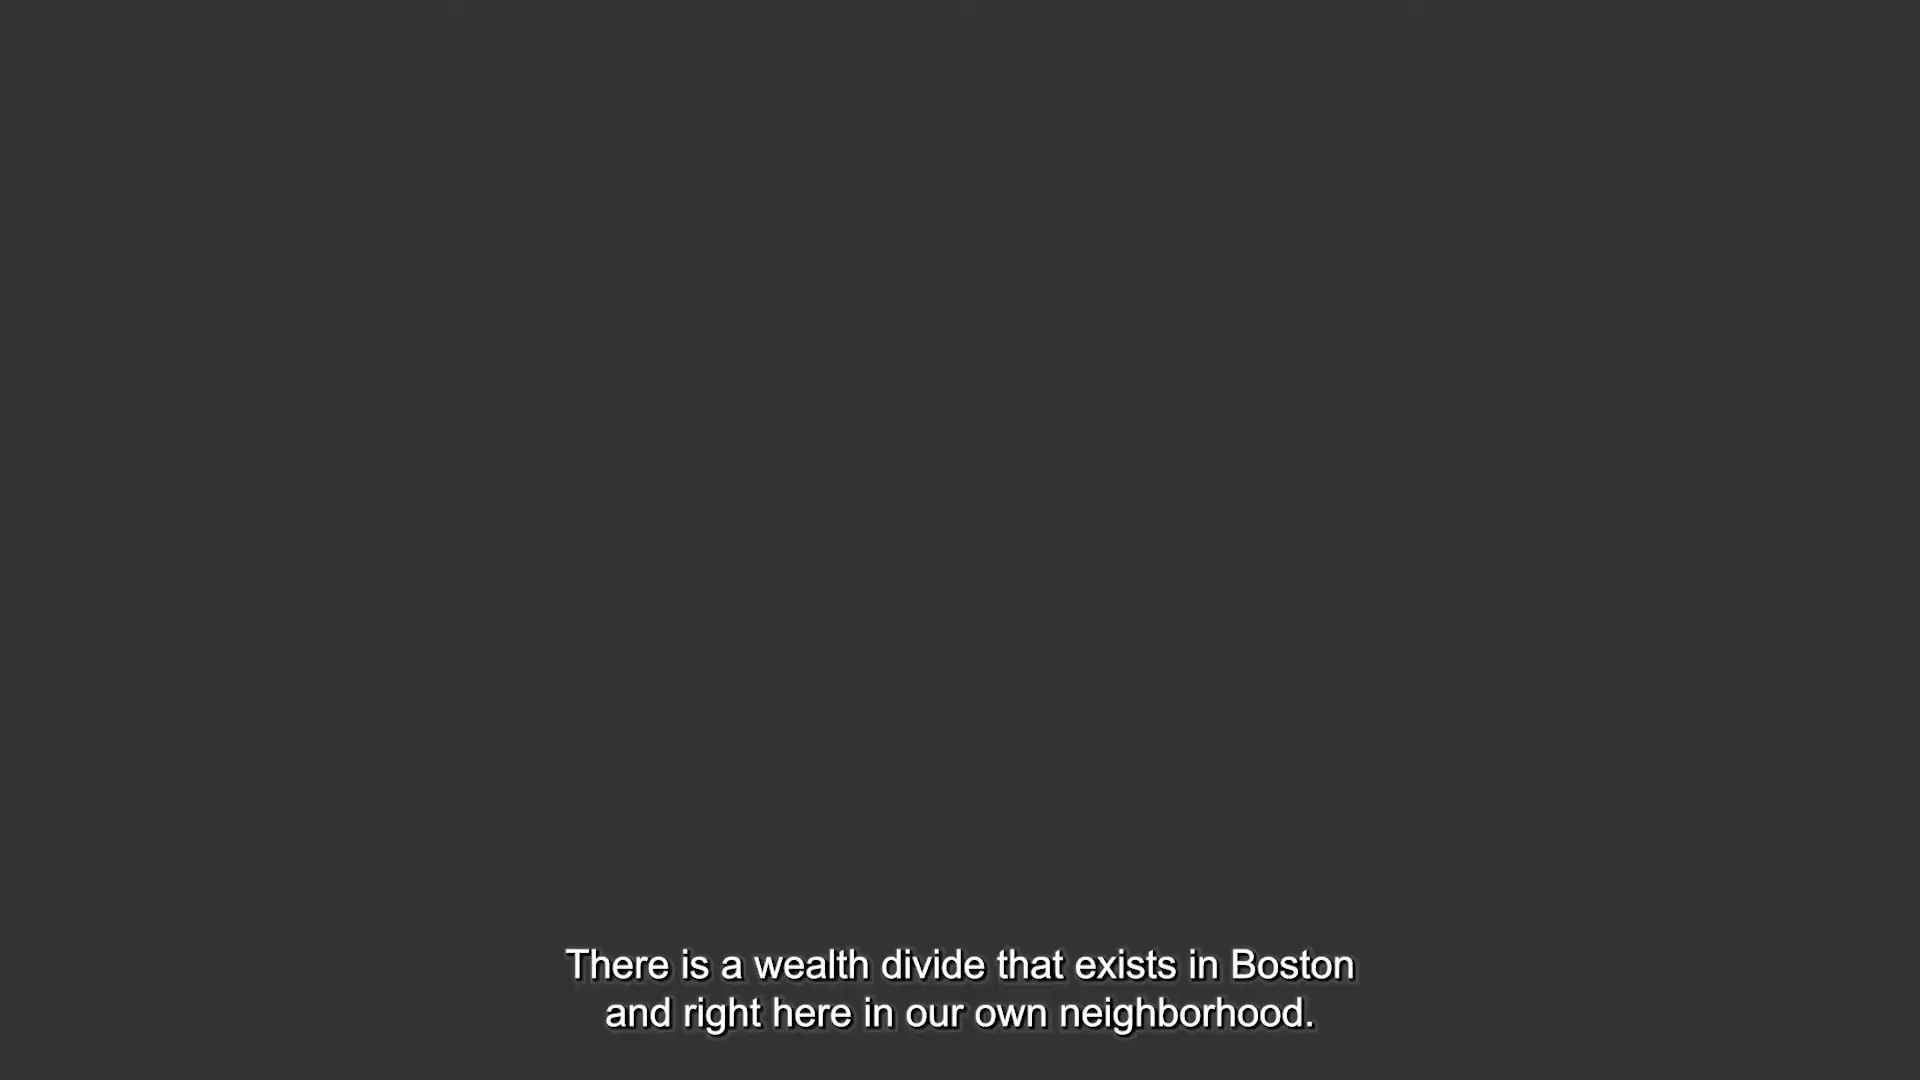 There is a wealth divide that exists in Boston
and right here in our own neighborhood.